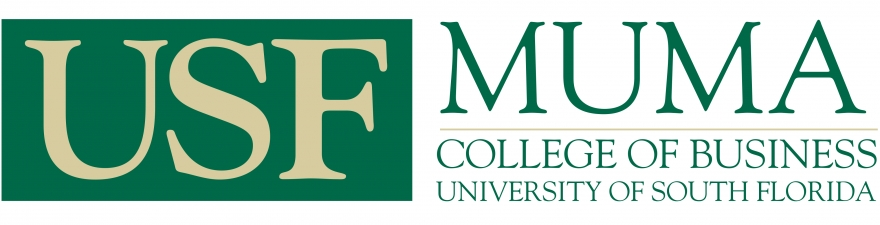 USF
MUMA
COLLEGE OF BUSINESS
UNIVERSITY OF SOUTH FLORIDA